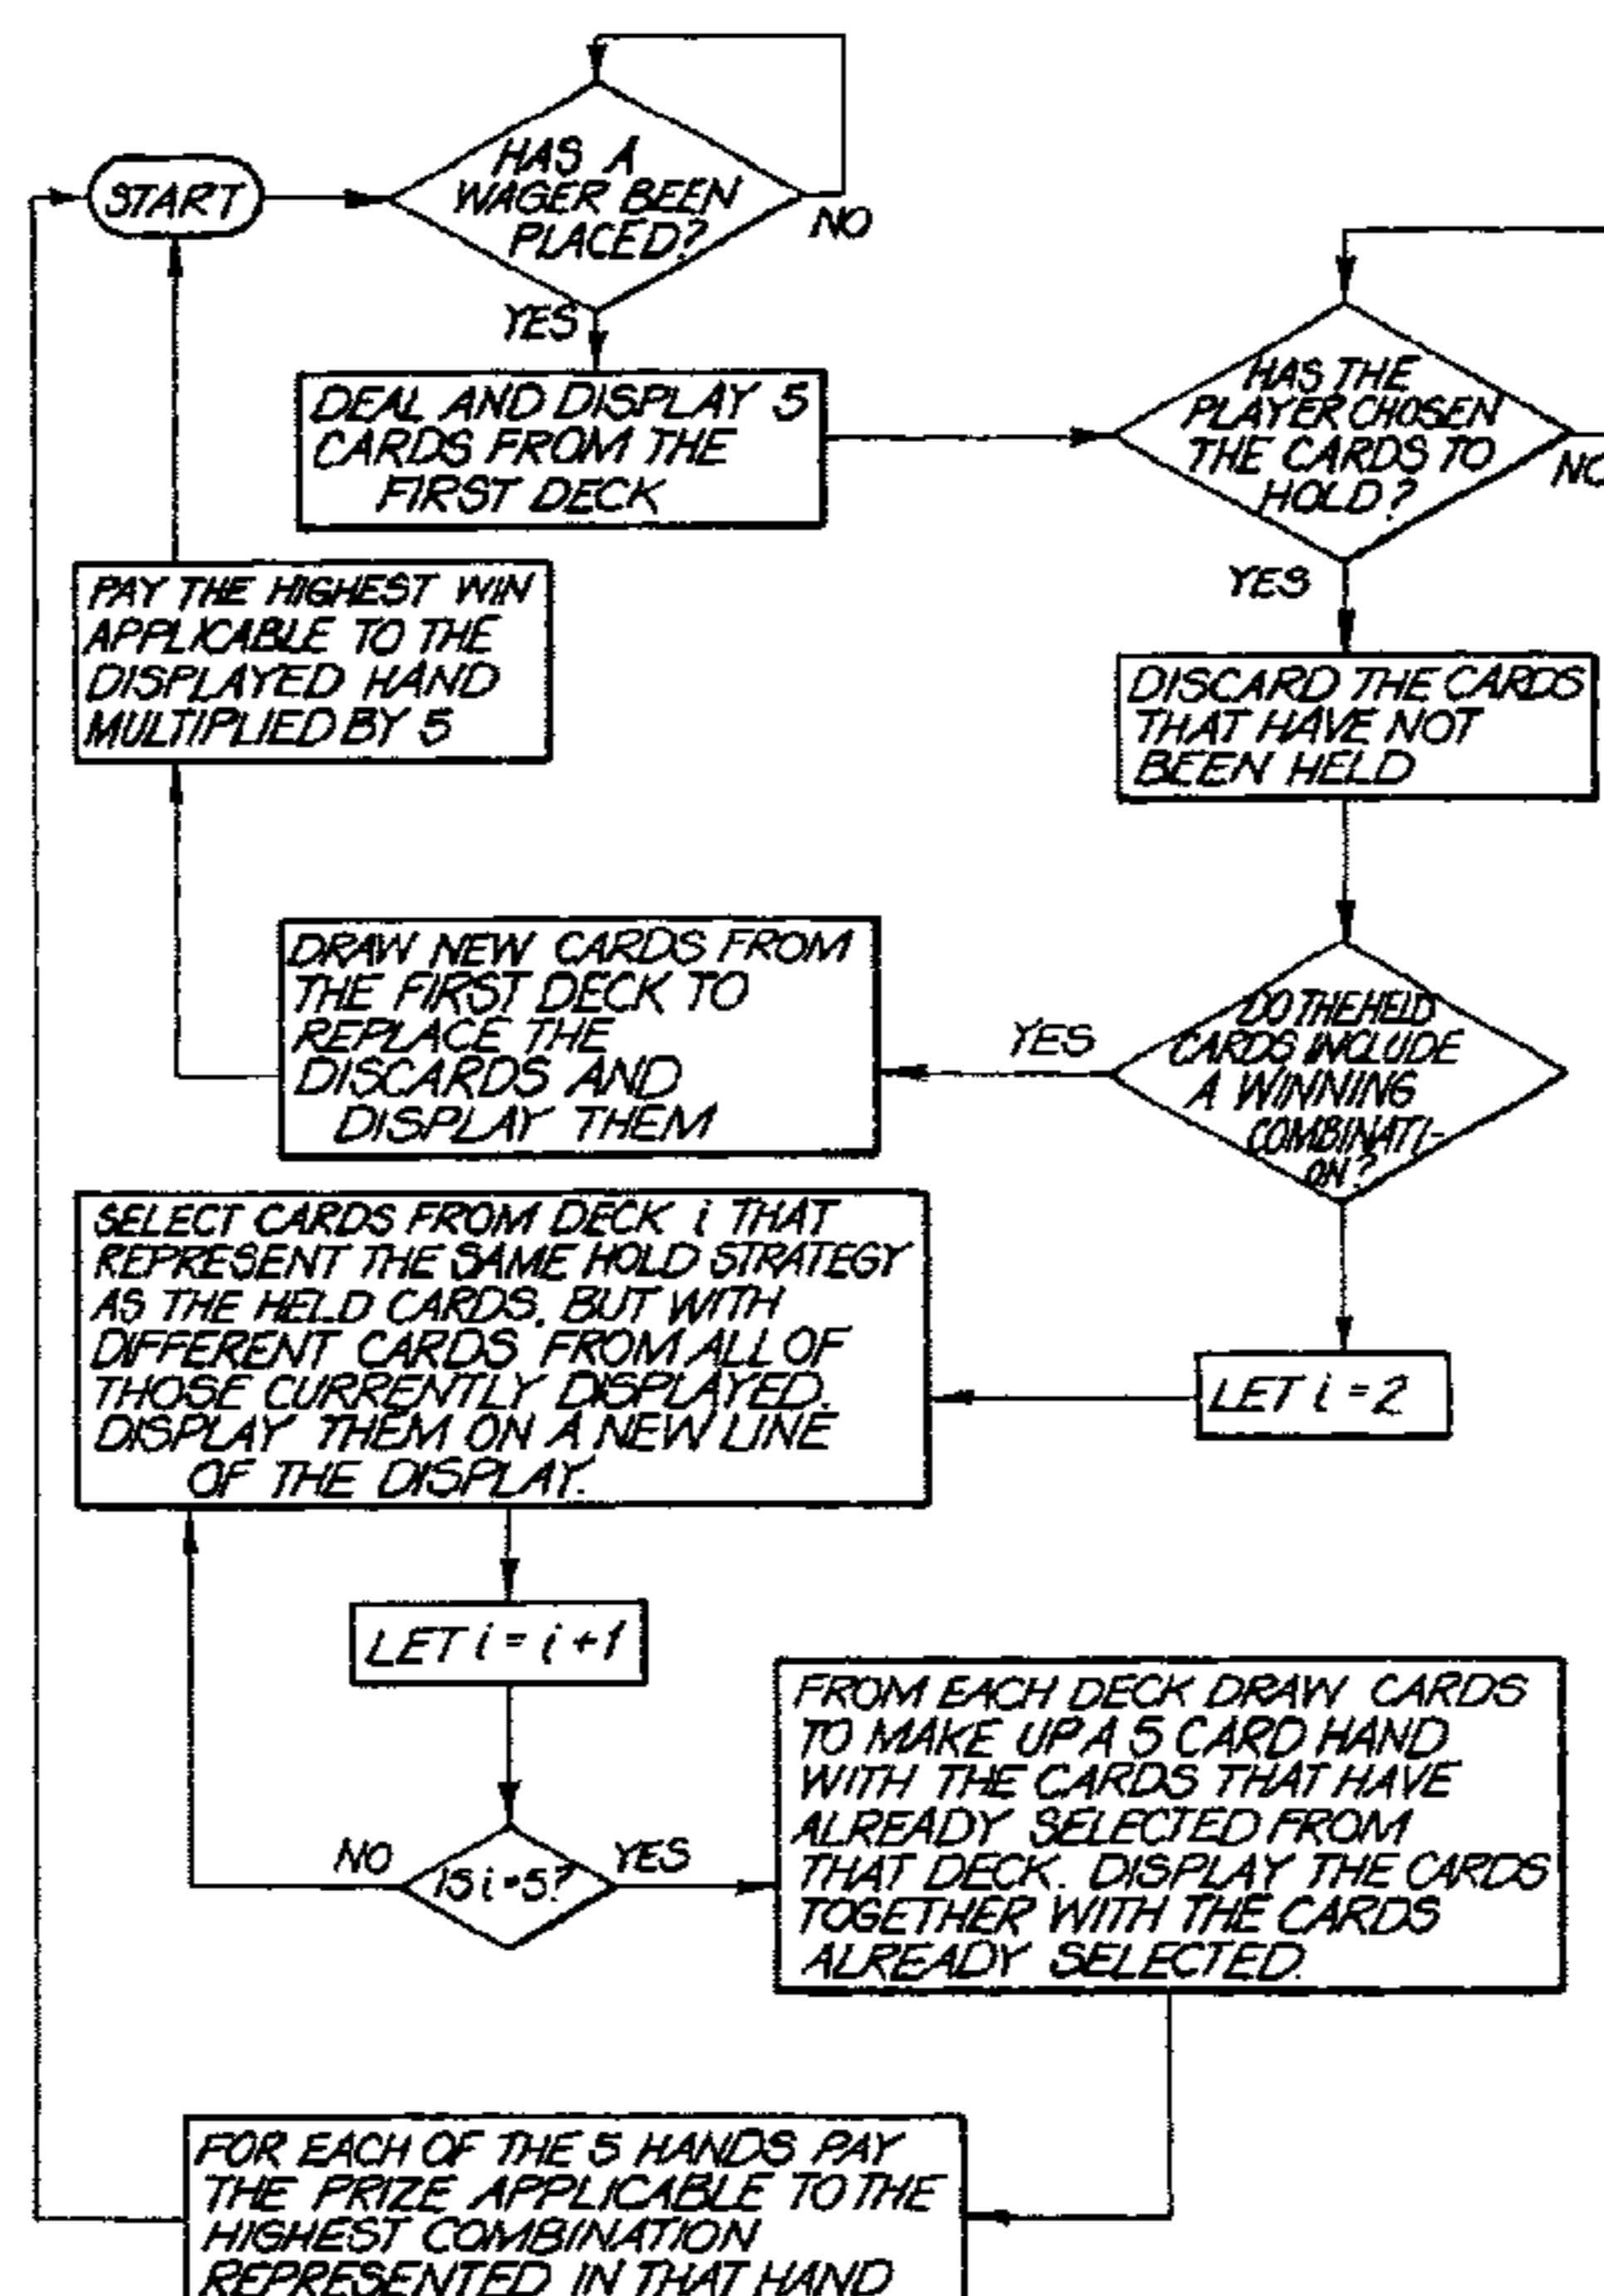 START
HAS A
WAGER BEEN
PLACED?
NO
YES
DEAL AND DISPLAY 5
CARDS FROM THE
FIRST DECK
HAS THE
PLAYER CHOSEN
THE CARDS TO
HOLD?
NO
YES
DISCARD THE CARDS
THAT HAVE NOT
BEEN HELD
DO THE HELD
CARDS INCLUDE
A WINNING
COMBINATI-
ON?
YES
DRAW NEW CARDS FROM
THE FIRST DECK TO
REPLACE THE
DISCARDS AND
DISPLAY THEM
PAY THE HIGHEST WIN
APPLICABLE TO THE
DISPLAYED HAND
MULTIPLIED BY 5
LET i = 2
SELECT CARDS FROM DECK i THAT
REPRESENT THE SAME HOLD STRATEGY
AS THE HELD CARDS, BUT WITH
DIFFERENT CARDS FROM ALL OF
THOSE CURRENTLY DISPLAYED.
DISPLAY THEM ON A NEW LINE
OF THE DISPLAY.
LET i = i + 1
IS i = 5?
NO
YES
FROM EACH DECK DRAW CARDS
TO MAKE UP A 5 CARD HAND
WITH THE CARDS THAT HAVE
ALREADY SELECTED FROM
THAT DECK. DISPLAY THE CARDS
TOGETHER WITH THE CARDS
ALREADY SELECTED.
FOR EACH OF THE 5 HANDS PAY
THE PRIZE APPLICABLE TO THE
HIGHEST COMBINATION
REPRESENTED IN THAT HAND